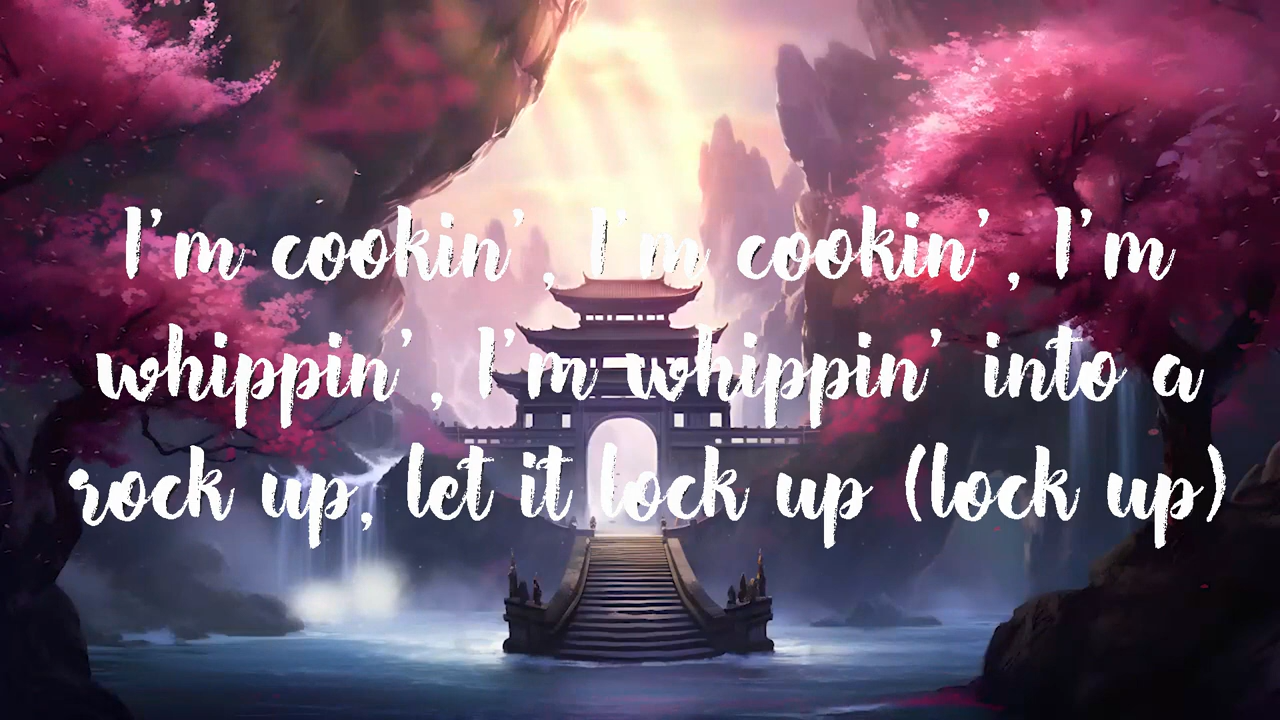 I'm cookin', I'm cookin', I'm
whippin', I'm whippin' into a
rock up, let it lock up (lock up)